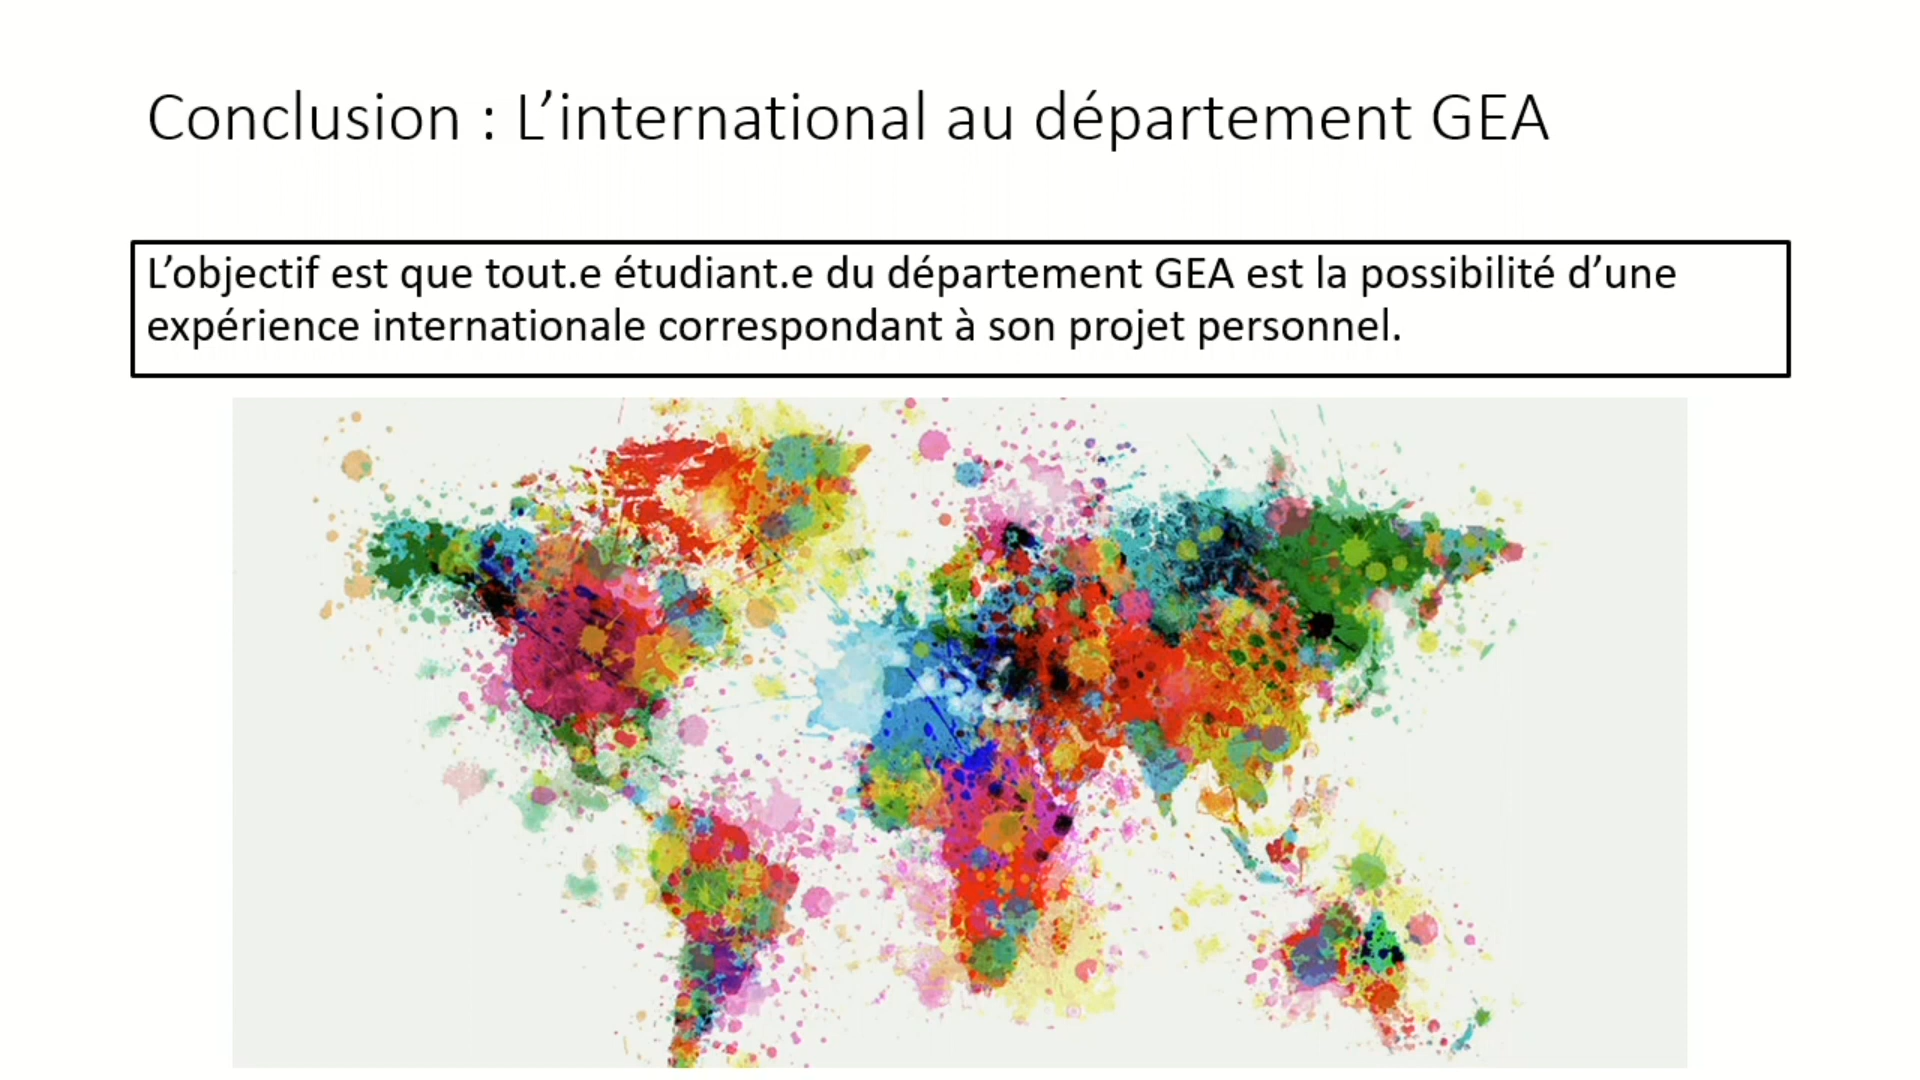 Conclusion : L’international au département GEA
L’objectif est que tout.e étudiant.e du département GEA est la possibilité d’une
expérience internationale correspondant à son projet personnel.